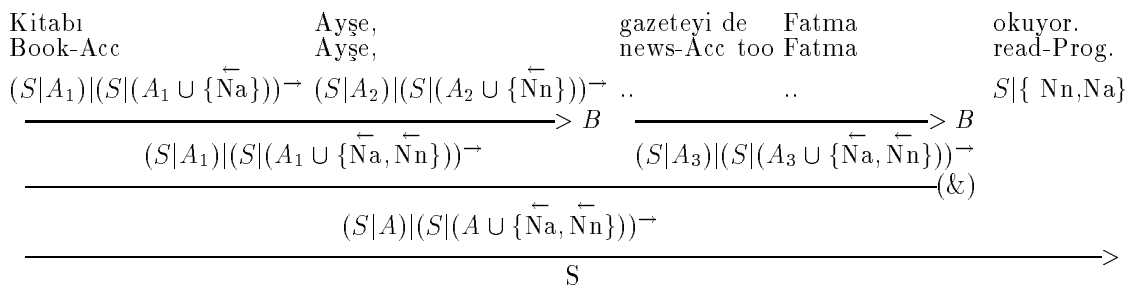 Kitabı Ayşe, gazeteyi de Fatma okuyor.
Book-Acc Ayşe, news-Acc too Fatma read-Prog.
(S|A₁)|(S|(A₁ ∪ {N⃖a}))→ (S|A₂)|(S|(A₂ ∪ {N⃖n}))→ .. .. S|{ Nn,Na}
> B > B
(S|A₁)|(S|(A₁ ∪ {N⃖a, N⃖n}))→ (S|A₃)|(S|(A₃ ∪ {N⃖a, N⃖n}))→
(&)
(S|A)|(S|(A ∪ {N⃖a, N⃖n}))→
>
S